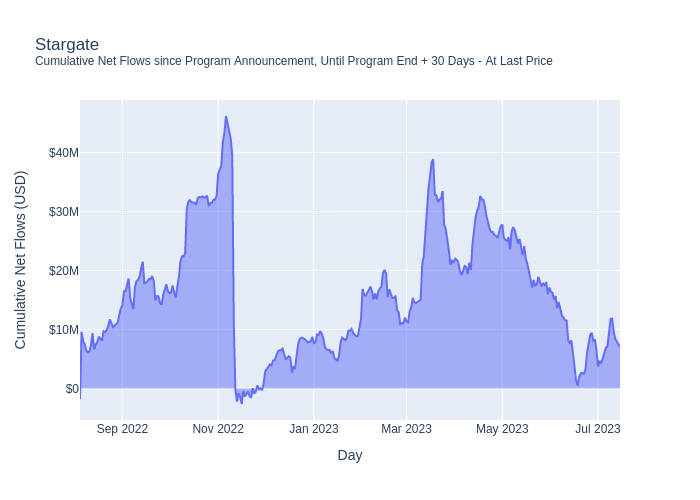 Stargate
Cumulative Net Flows since Program Announcement, Until Program End + 30 Days - At Last Price
Cumulative Net Flows (USD)
$40M
$30M
$20M
$10M
$0
Sep 2022
Nov 2022
Jan 2023
Mar 2023
May 2023
Jul 2023
Day